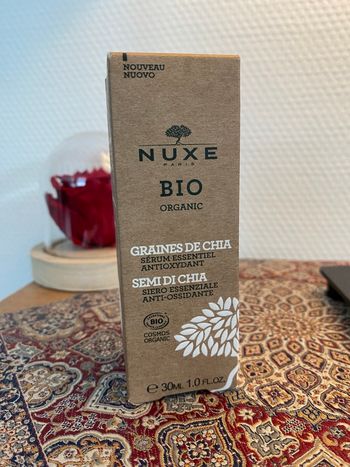 NOUVEAU
NUOVO
NUXE
PARIS
BIO
ORGANIC
GRAINES DE CHIA
SÉRUM ESSENTIEL
ANTIOXYDANT
SEMI DI CHIA
SIERO ESSENZIALE
ANTI-OSSIDANTE
BIO
COSMOS
ORGANIC
℮ 30ML 1.0 FL.OZ.